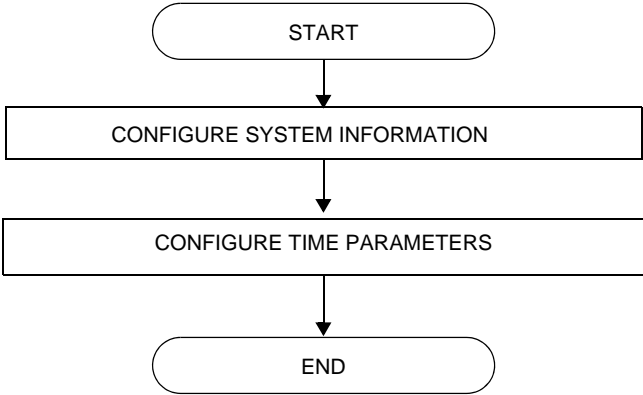 START
CONFIGURE SYSTEM INFORMATION
CONFIGURE TIME PARAMETERS
END